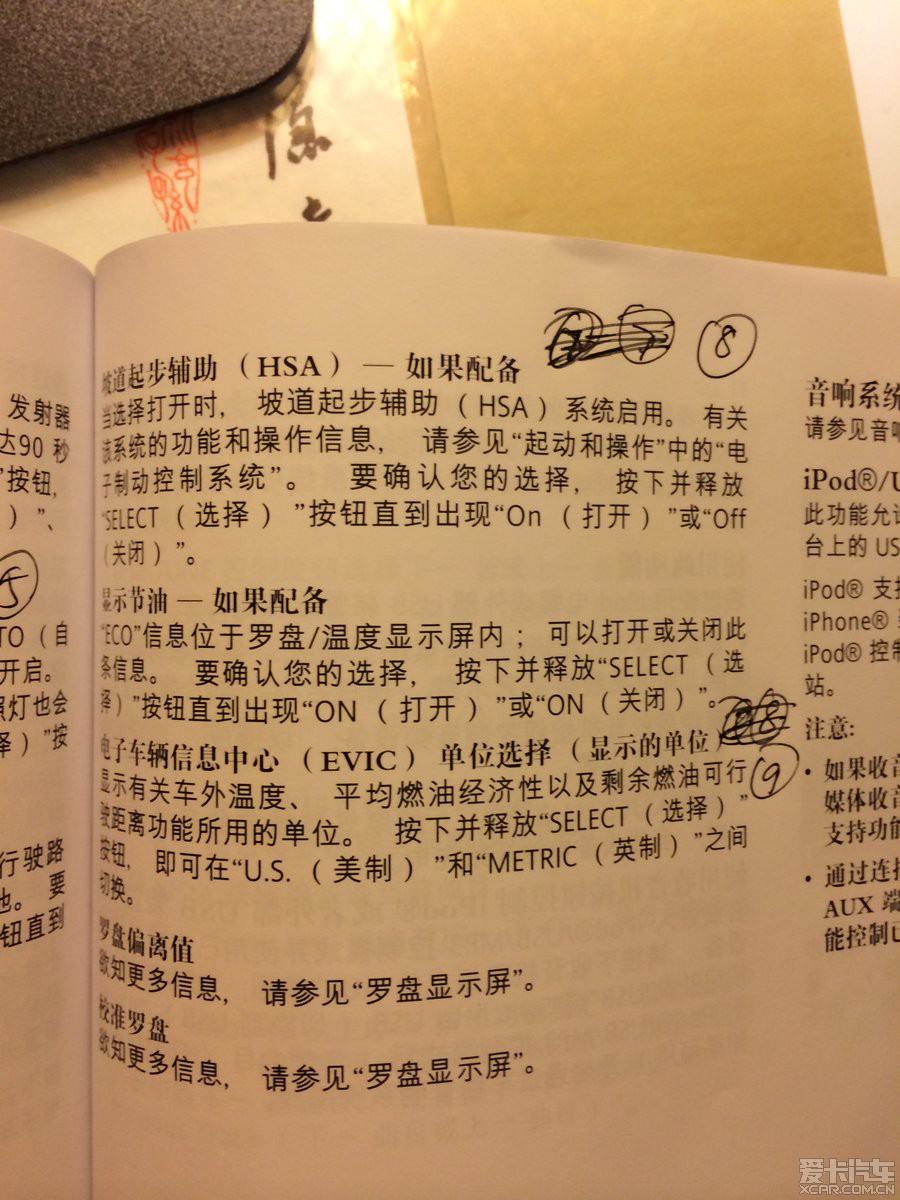 发射器
达90 秒
”按钮，
）”、
5
TO（自
开启。
照灯也会
择）”按
行驶路
他。 要
钮直到
8
坡道起步辅助（HSA）— 如果配备
当选择打开时， 坡道起步辅助（HSA）系统启用。 有关
该系统的功能和操作信息， 请参见“起动和操作”中的“电
子制动控制系统”。 要确认您的选择， 按下并释放
“SELECT（选择）”按钮直到出现“On（打开）”或“Off
（关闭）”。
显示节油 — 如果配备
“ECO”信息位于罗盘/温度显示屏内；可以打开或关闭此
条信息。 要确认您的选择， 按下并释放“SELECT（选
择）”按钮直到出现“ON（打开）”或“ON（关闭）”。
电子车辆信息中心（EVIC）单位选择（显示的单位）
9
显示有关车外温度、 平均燃油经济性以及剩余燃油可行
驶距离功能所用的单位。 按下并释放“SELECT（选择）”
按钮， 即可在“U.S.（美制）”和“METRIC（英制）”之间
切换。
罗盘偏离值
欲知更多信息， 请参见“罗盘显示屏”。
校准罗盘
欲知更多信息， 请参见“罗盘显示屏”。
音响系统
请参见音响
iPod®/U
此功能允许
台上的 US
iPod® 支持
iPhone®
iPod® 控制
站。
注意:
• 如果收音
媒体收音
支持功能
• 通过连接
AUX 端
能控制
爱卡汽车
XCAR.COM.CN